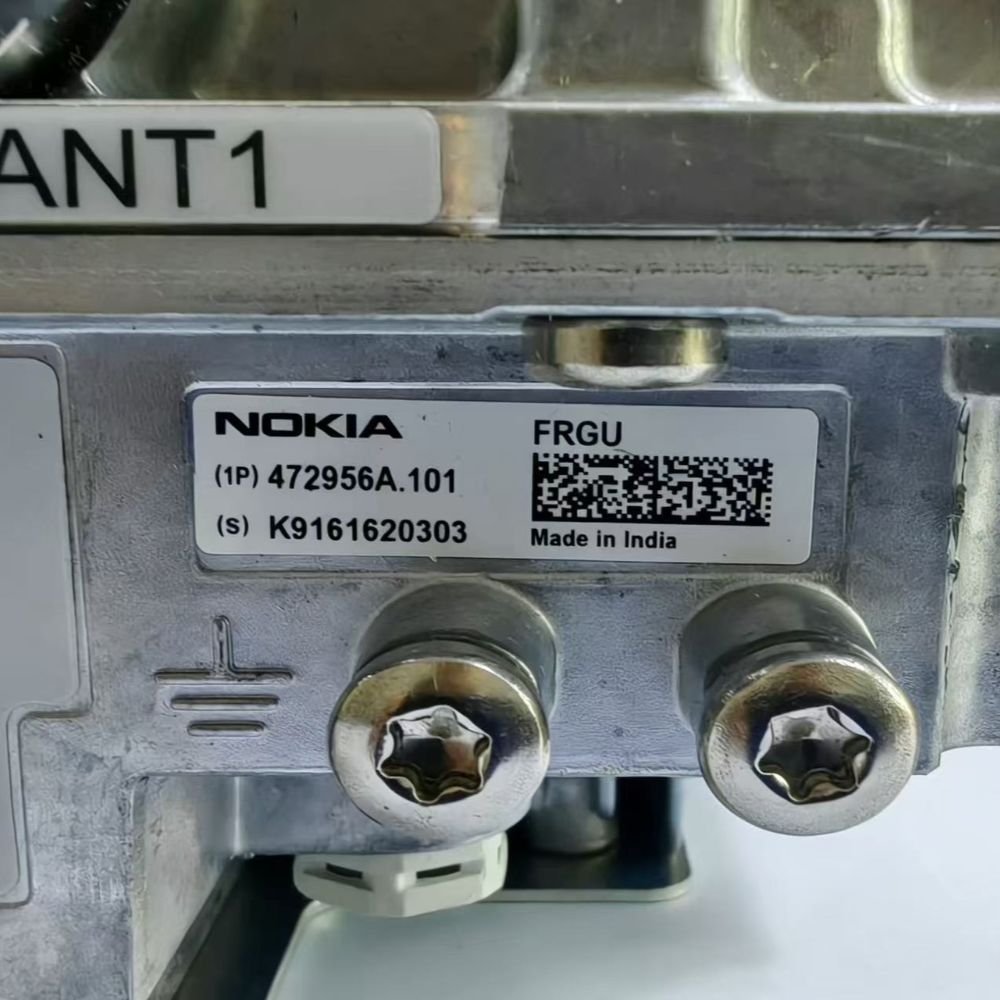 ANT1
NOKIA
(1P) 472956A.101
(s) K9161620303
FRGU
Made in India